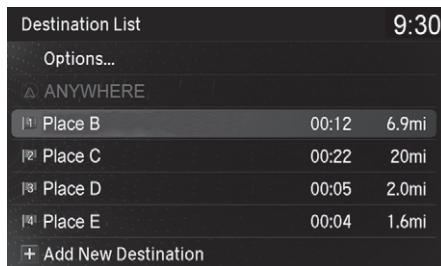 Destination List 9:30
Options...
ANYWHERE
1 Place B 00:12 6.9mi
2 Place C 00:22 20mi
3 Place D 00:05 2.0mi
4 Place E 00:04 1.6mi
+ Add New Destination